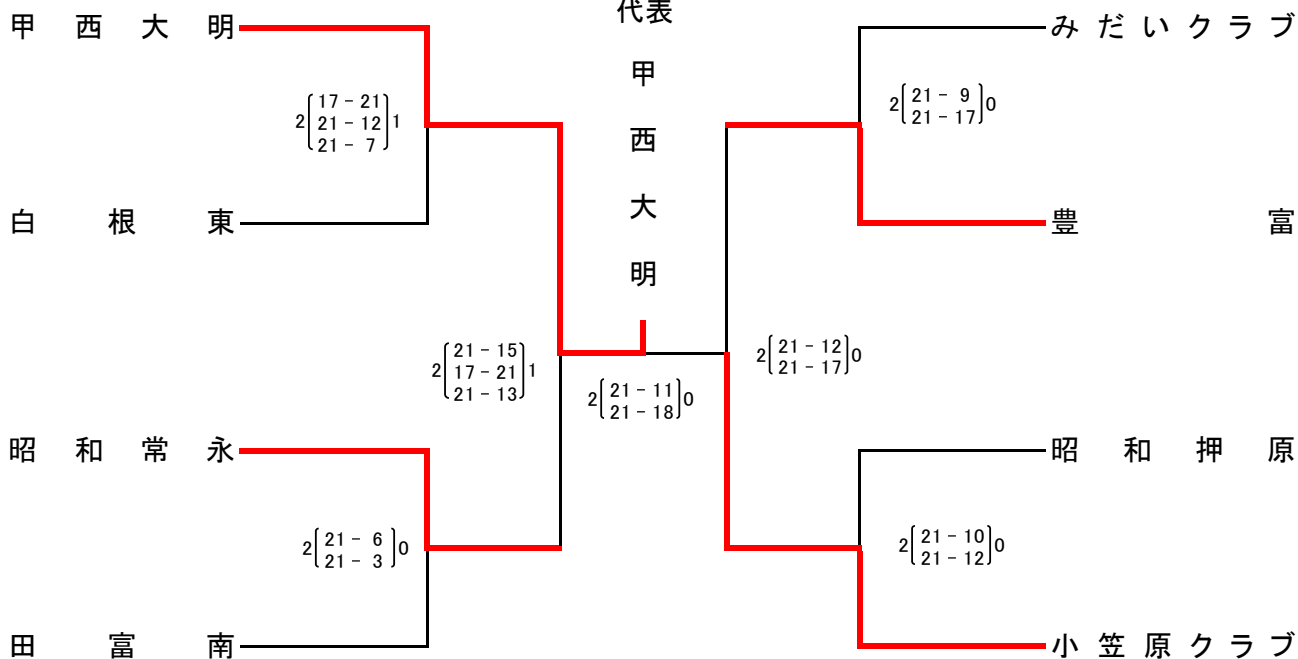 代表
甲西大明
甲西大明
2 17-21 1
21-12
21- 7
白根東
2 21-15 1
17-21
21-13
昭和常永
2 21- 6 0
21- 3
田富南
2 21-11 0
21-18
みだいクラブ
2 21- 9 0
21-17
豊富
2 21-12 0
21-17
昭和押原
2 21-10 0
21-12
小笠原クラブ